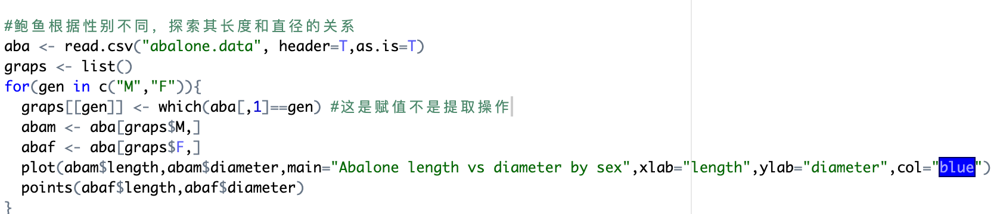 #鲍鱼根据性别不同，探索其长度和直径的关系
aba <- read.csv("abalone.data", header=T,as.is=T)
graps <- list()
for(gen in c("M","F")){
  graps[[gen]] <- which(aba[,1]==gen) #这是赋值不是提取操作
  abam <- aba[graps$M,]
  abaf <- aba[graps$F,]
  plot(abam$length,abam$diameter,main="Abalone length vs diameter by sex",xlab="length",ylab="diameter",col="blue")
  points(abaf$length,abaf$diameter)
}